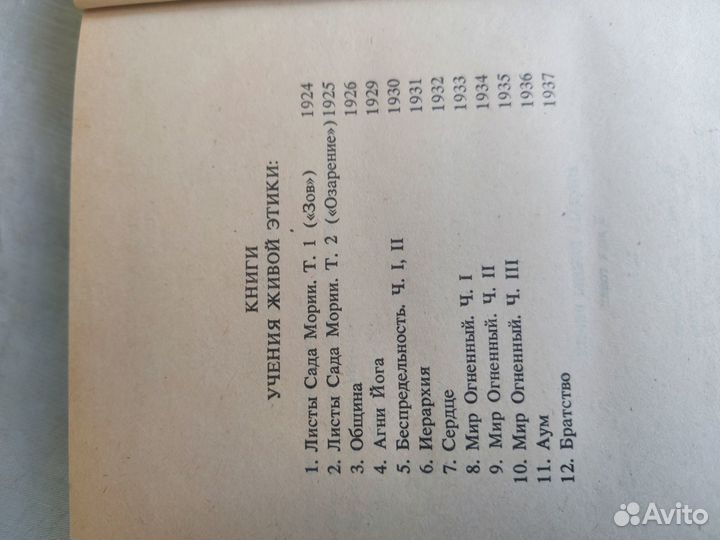 КНИГИ
УЧЕНИЯ ЖИВОЙ ЭТИКИ:
1. Листы Сада Мории. Т. 1 («Зов») 1924
2. Листы Сада Мории. Т. 2 («Озарение») 1925
3. Община 1926
4. Агни Йога 1929
5. Беспредельность. Ч. I, II 1930
6. Иерархия 1931
7. Сердце 1932
8. Мир Огненный. Ч. I 1933
9. Мир Огненный. Ч. II 1934
10. Мир Огненный. Ч. III 1935
11. Аум 1936
12. Братство 1937
Avito